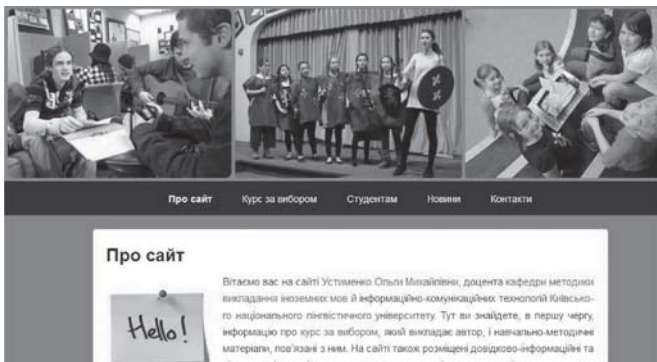 Про сайт Курс за вибором Студентам Новини Контакти
Про сайт
Вітаємо вас на сайті Устименко Ольги Михайлівни, доцента кафедри методики
викладання іноземних мов й інформаційно-комунікаційних технологій Київсько-
го національного лінгвістичного університету. Тут ви знайдете, в першу чергу,
інформацію про курс за вибором, який викладає автор, і навчально-методичні
матеріали, пов'язані з ним. На сайті також розміщені довідково-інформаційні та
Hello!